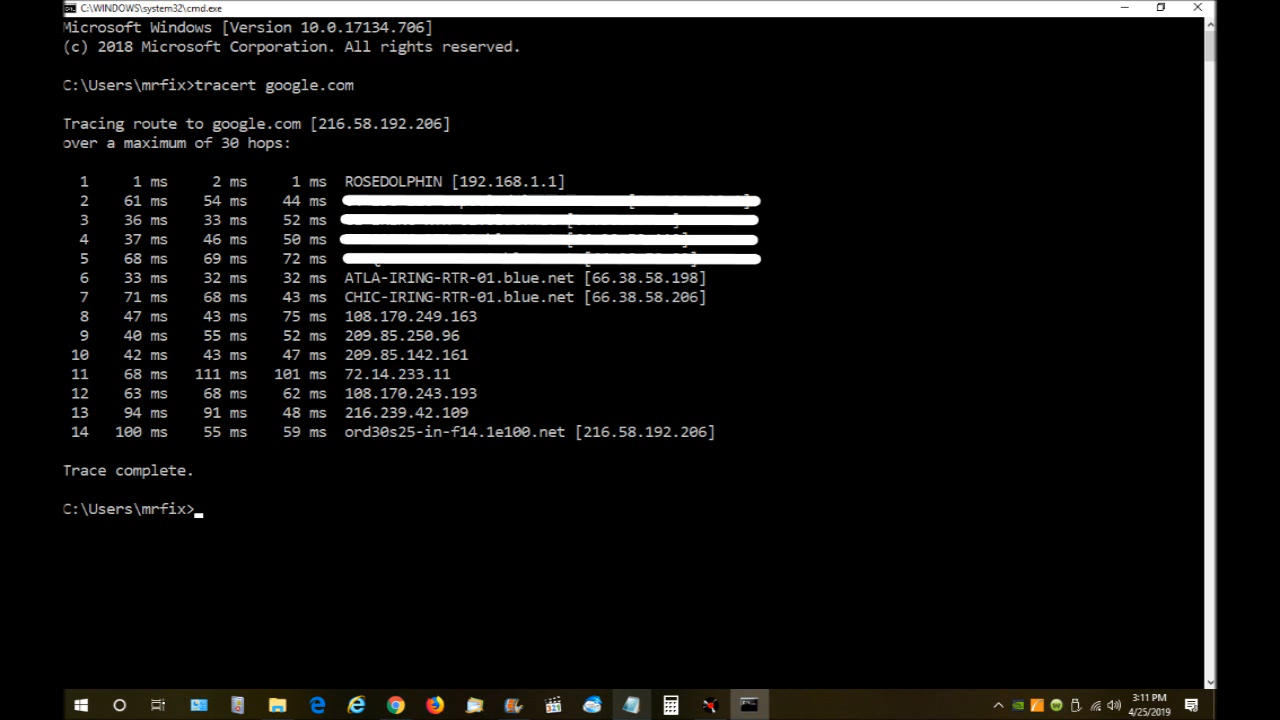 C:\WINDOWS\system32\cmd.exe
Microsoft Windows [Version 10.0.17134.706]
(c) 2018 Microsoft Corporation. All rights reserved.
C:\Users\mrfix>tracert google.com
Tracing route to google.com [216.58.192.206]
over a maximum of 30 hops:
1 1 ms 2 ms 1 ms ROSEDOLPHIN [192.168.1.1]
2 61 ms 54 ms 44 ms
3 36 ms 33 ms 52 ms
4 37 ms 46 ms 50 ms
5 68 ms 69 ms 72 ms
6 33 ms 32 ms 32 ms ATLA-IRING-RTR-01.blue.net [66.38.58.198]
7 71 ms 68 ms 43 ms CHIC-IRING-RTR-01.blue.net [66.38.58.206]
8 47 ms 43 ms 75 ms 108.170.249.163
9 40 ms 55 ms 52 ms 209.85.250.96
10 42 ms 43 ms 47 ms 209.85.142.161
11 68 ms 111 ms 101 ms 72.14.233.11
12 63 ms 68 ms 62 ms 108.170.243.193
13 94 ms 91 ms 48 ms 216.239.42.109
14 100 ms 55 ms 59 ms ord30s25-in-f14.1e100.net [216.58.192.206]
Trace complete.
C:\Users\mrfix>
3:11 PM
4/25/2019